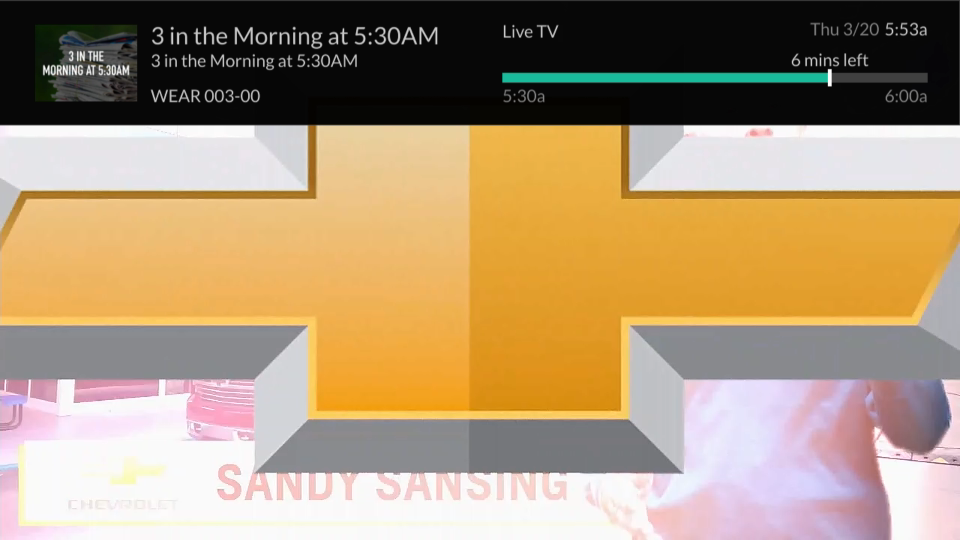 3 IN THE
MORNING AT 5:30AM
3 in the Morning at 5:30AM
3 in the Morning at 5:30AM
WEAR 003-00
Live TV
Thu 3/20 5:53a
6 mins left
5:30a
6:00a
SANDY SANSING
CHEVROLET